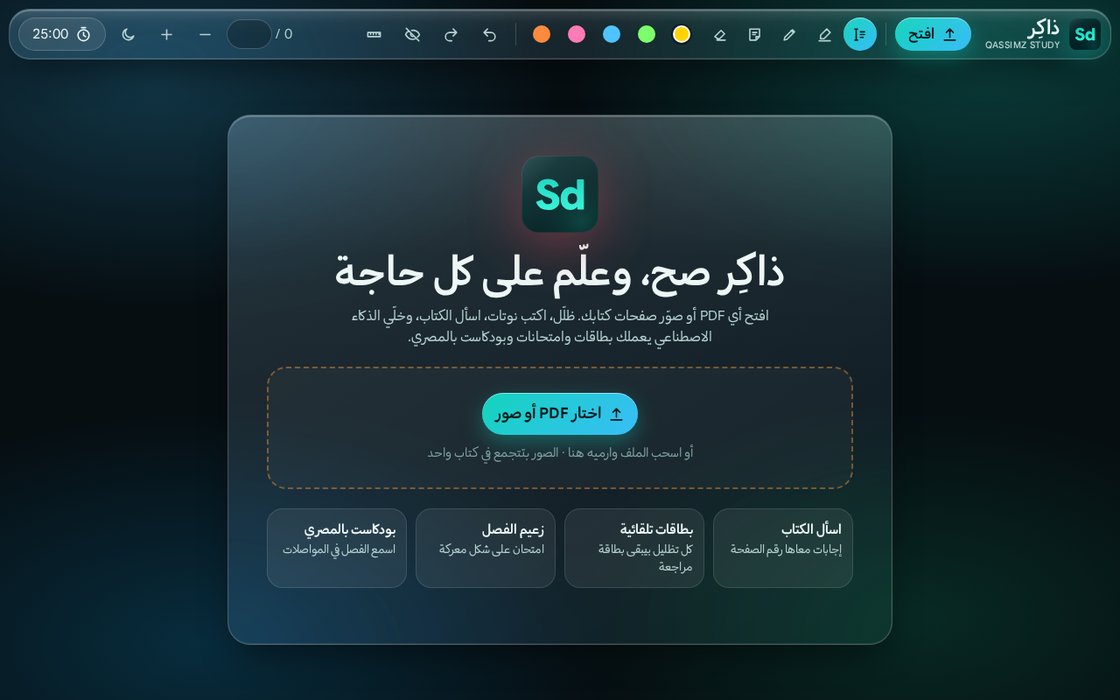 Sd
ذاكِر
QASSIMZ STUDY
افتح
/ 0
25:00
Sd
ذاكِر صح، وعلّم على كل حاجة
افتح أي PDF أو صوّر صفحات كتابك. ظلّل، اكتب نوتات، اسأل الكتاب، وخلّي الذكاء
الاصطناعي يعملك بطاقات وامتحانات وبودكاست بالمصري.
اختار PDF أو صور
أو اسحب الملف وارميه هنا · الصور بتتجمع في كتاب واحد
اسأل الكتاب
إجابات معاها رقم الصفحة
بطاقات تلقائية
كل تظليل بيبقى بطاقة
مراجعة
زعيم الفصل
امتحان على شكل معركة
بودكاست بالمصري
اسمع الفصل في المواصلات